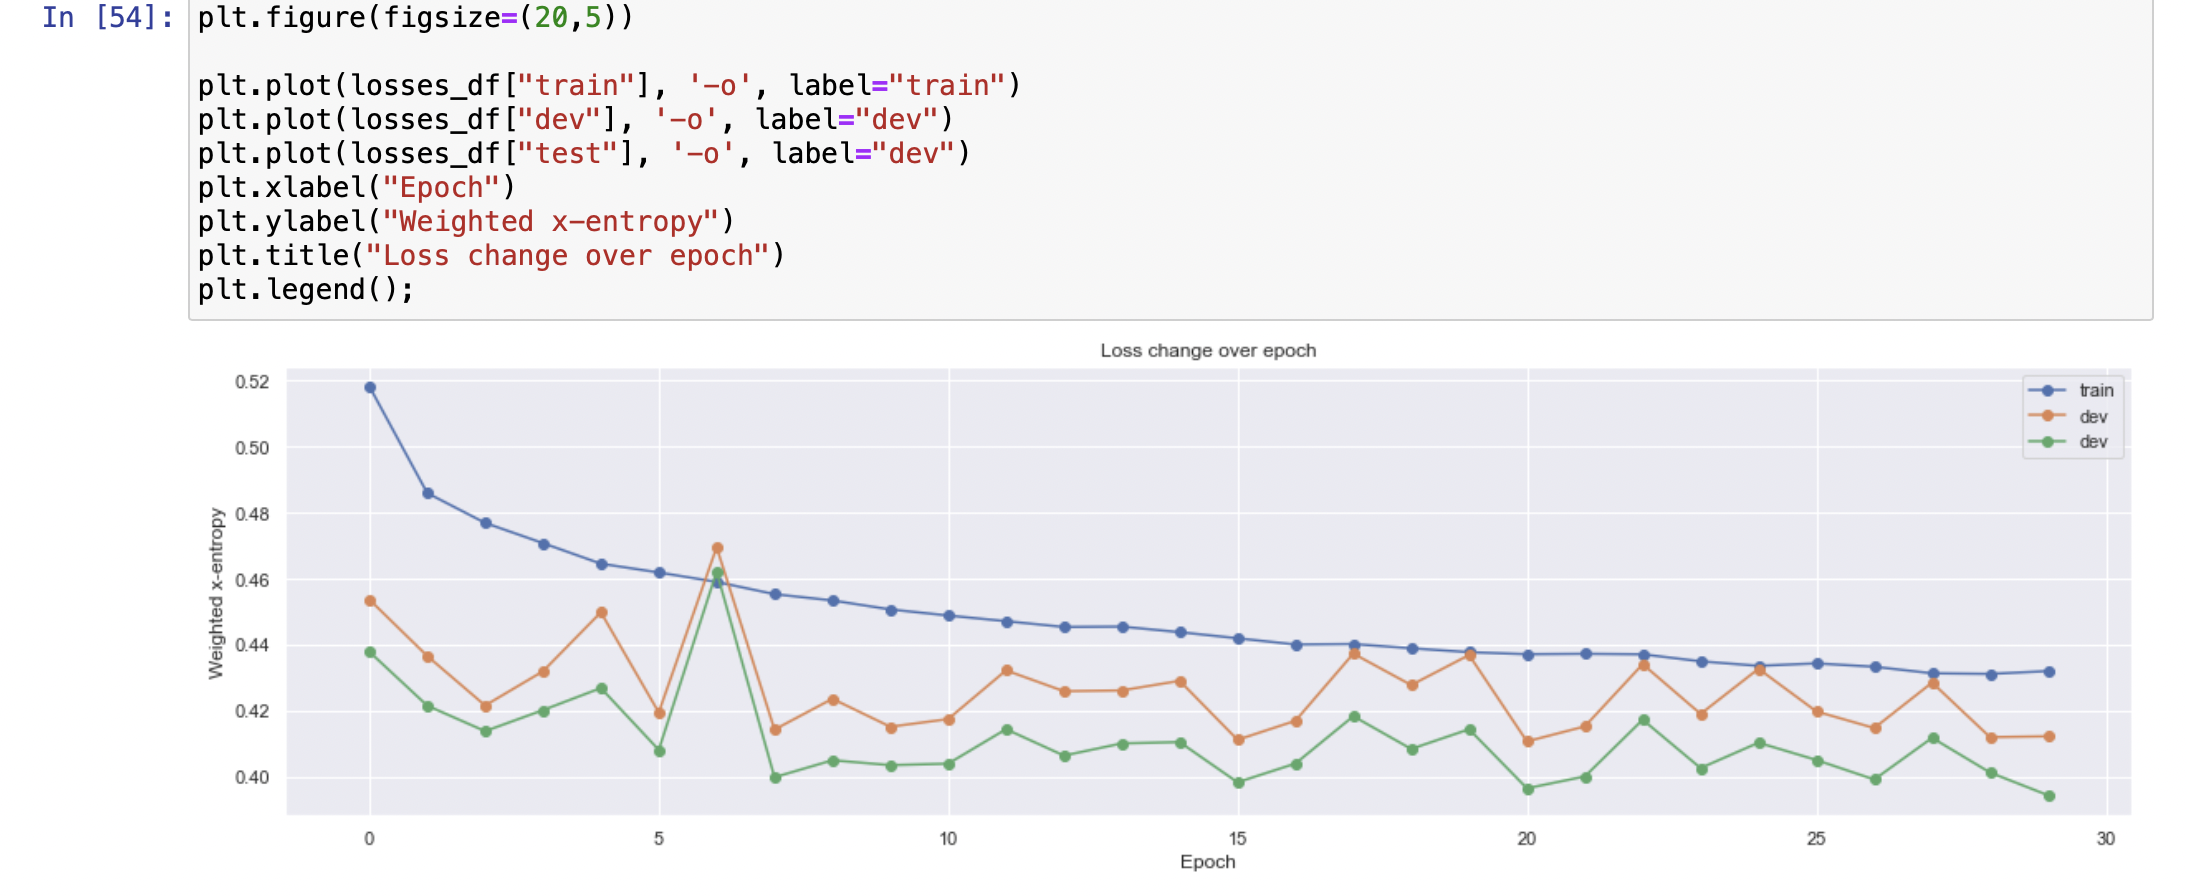 In [54]: plt.figure(figsize=(20,5))
plt.plot(losses_df["train"], '-o', label="train")
plt.plot(losses_df["dev"], '-o', label="dev")
plt.plot(losses_df["test"], '-o', label="dev")
plt.xlabel("Epoch")
plt.ylabel("Weighted x-entropy")
plt.title("Loss change over epoch")
plt.legend();
Loss change over epoch
0.52
0.50
0.48
0.46
0.44
0.42
0.40
Weighted x-entropy
train
dev
dev
0 5 10 15 20 25 30
Epoch